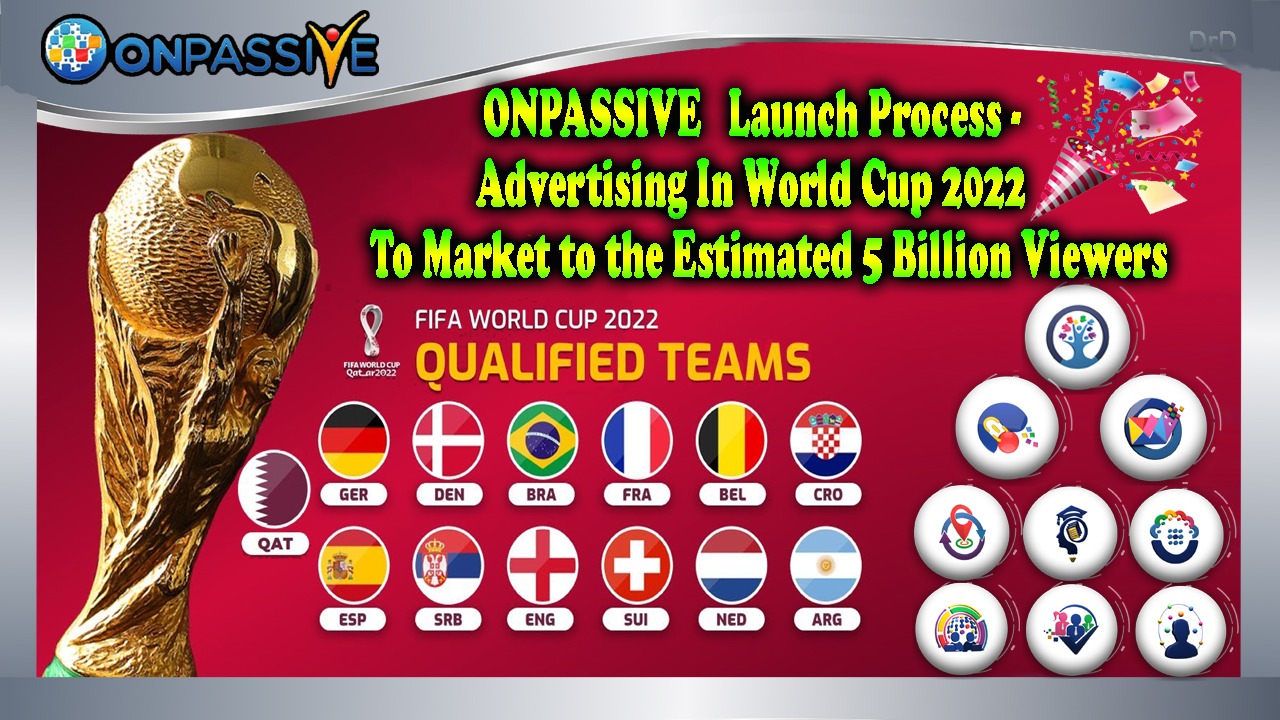 ONPASSIVE
DrD
ONPASSIVE Launch Process -
Advertising In World Cup 2022
To Market to the Estimated 5 Billion Viewers
FIFA WORLD CUP
Qatar2022
FIFA WORLD CUP 2022
QUALIFIED TEAMS
GER DEN BRA FRA BEL CRO
QAT
ESP SRB ENG SUI NED ARG